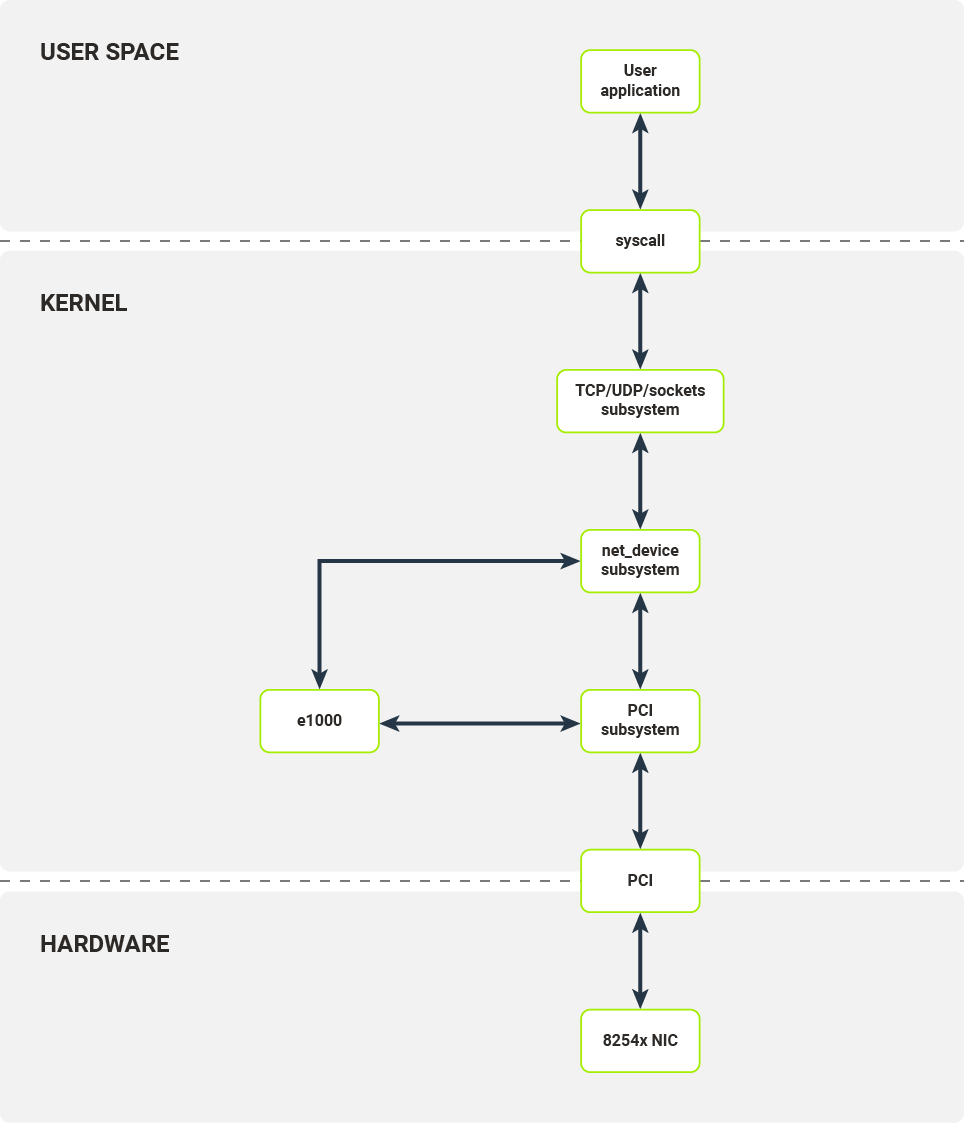 USER SPACE
User
application
syscall
KERNEL
TCP/UDP/sockets
subsystem
net_device
subsystem
e1000
PCI
subsystem
PCI
HARDWARE
8254x NIC